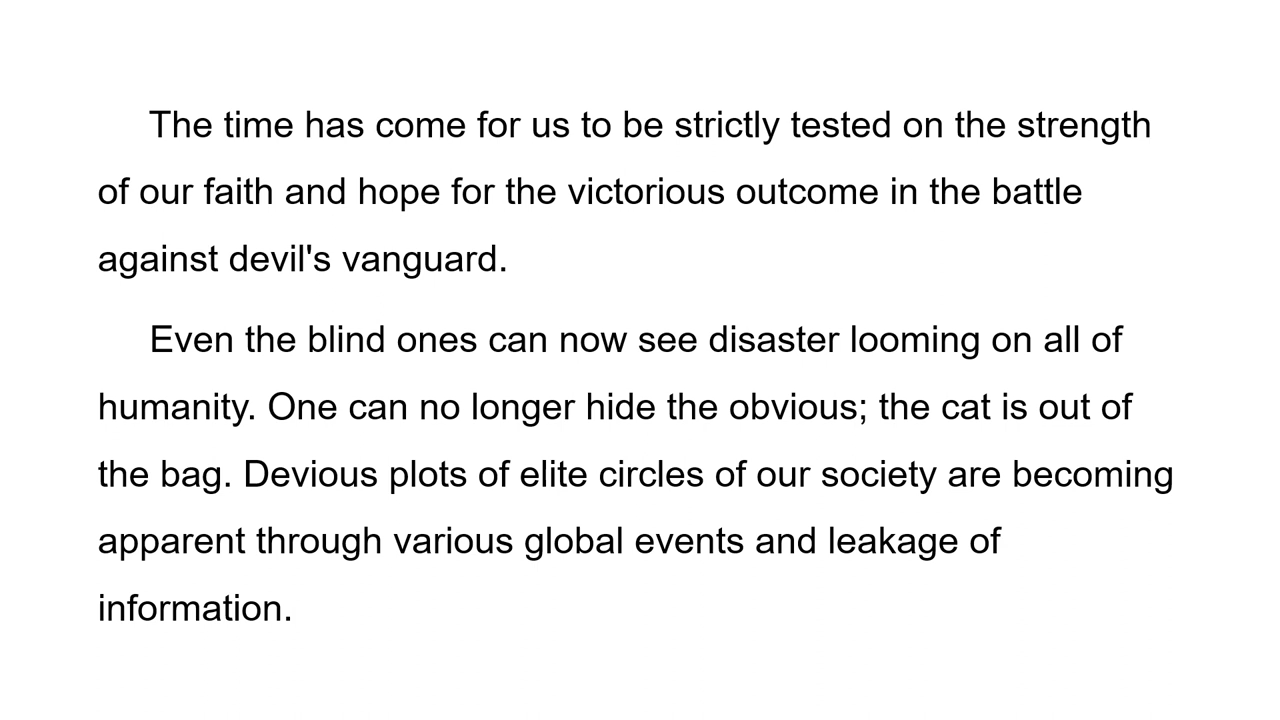 The time has come for us to be strictly tested on the strength
of our faith and hope for the victorious outcome in the battle
against devil's vanguard.
Even the blind ones can now see disaster looming on all of
humanity. One can no longer hide the obvious; the cat is out of
the bag. Devious plots of elite circles of our society are becoming
apparent through various global events and leakage of
information.